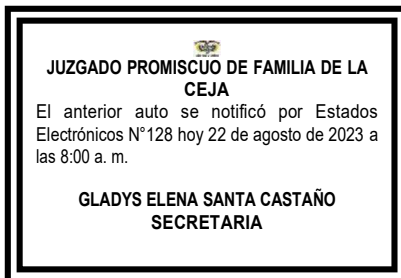 JUZGADO PROMISCUO DE FAMILIA DE LA
CEJA
El anterior auto se notificó por Estados
Electrónicos N°128 hoy 22 de agosto de 2023 a
las 8:00 a. m.
GLADYS ELENA SANTA CASTAÑO
SECRETARIA